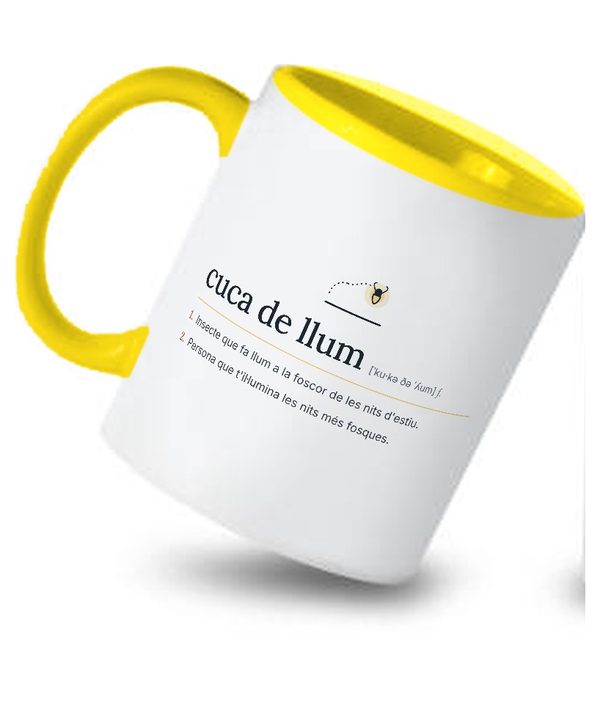 cuca de llum ['ku·kə ðə 'ʎum] f.
1. Insecte que fa llum a la foscor de les nits d'estiu.
2. Persona que t'il·lumina les nits més fosques.